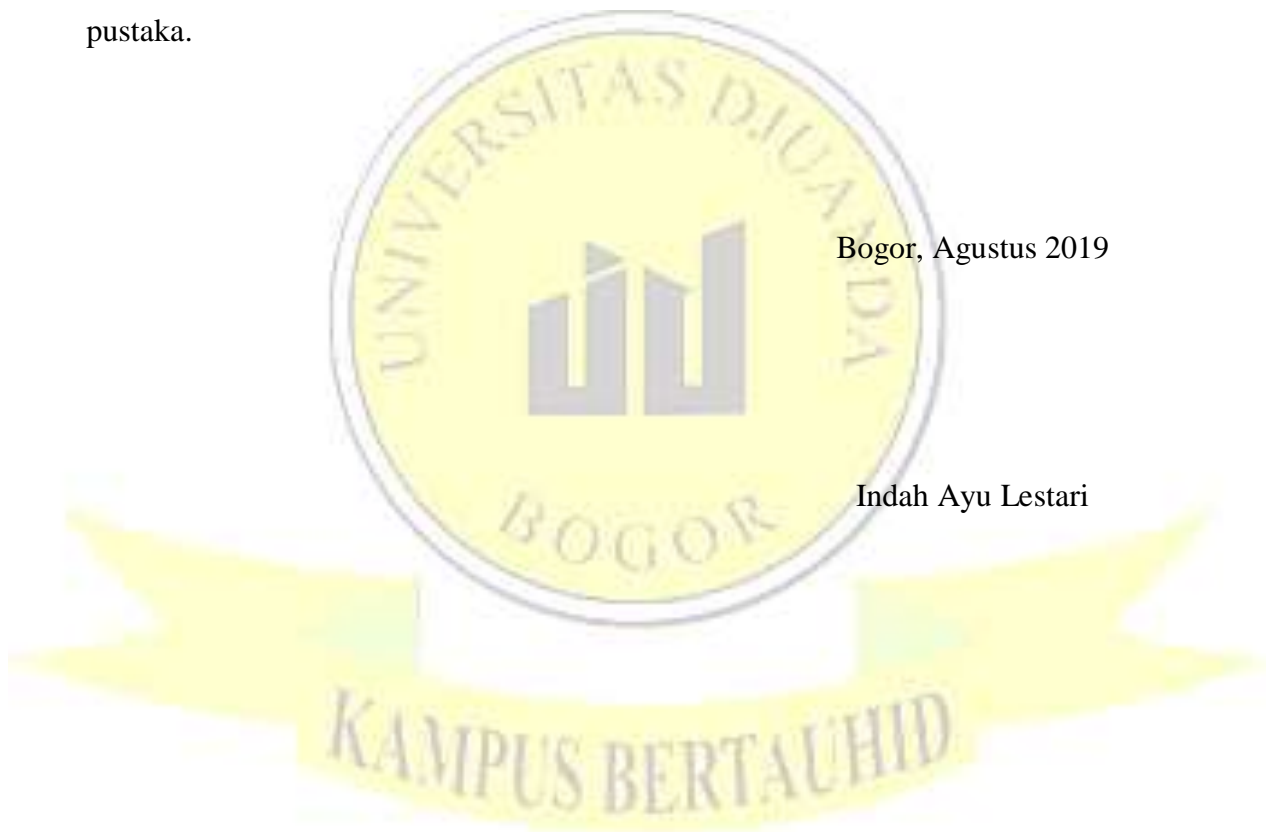 pustaka.
UNIVERSITAS DJUANDA
Bogor, Agustus 2019
Indah Ayu Lestari
BOGOR
KAMPUS BERTAUHID